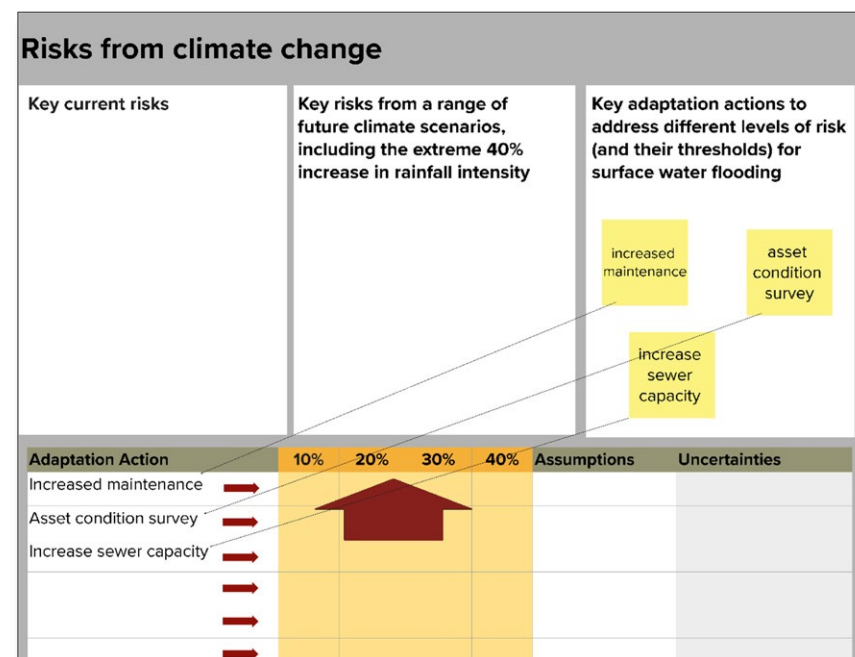 Risks from climate change
Key current risks
Key risks from a range of
future climate scenarios,
including the extreme 40%
increase in rainfall intensity
Key adaptation actions to
address different levels of risk
(and their thresholds) for
surface water flooding
increased
maintenance
asset
condition
survey
increase
sewer
capacity
Adaptation Action 10% 20% 30% 40% Assumptions Uncertainties
Increased maintenance
Asset condition survey
Increase sewer capacity